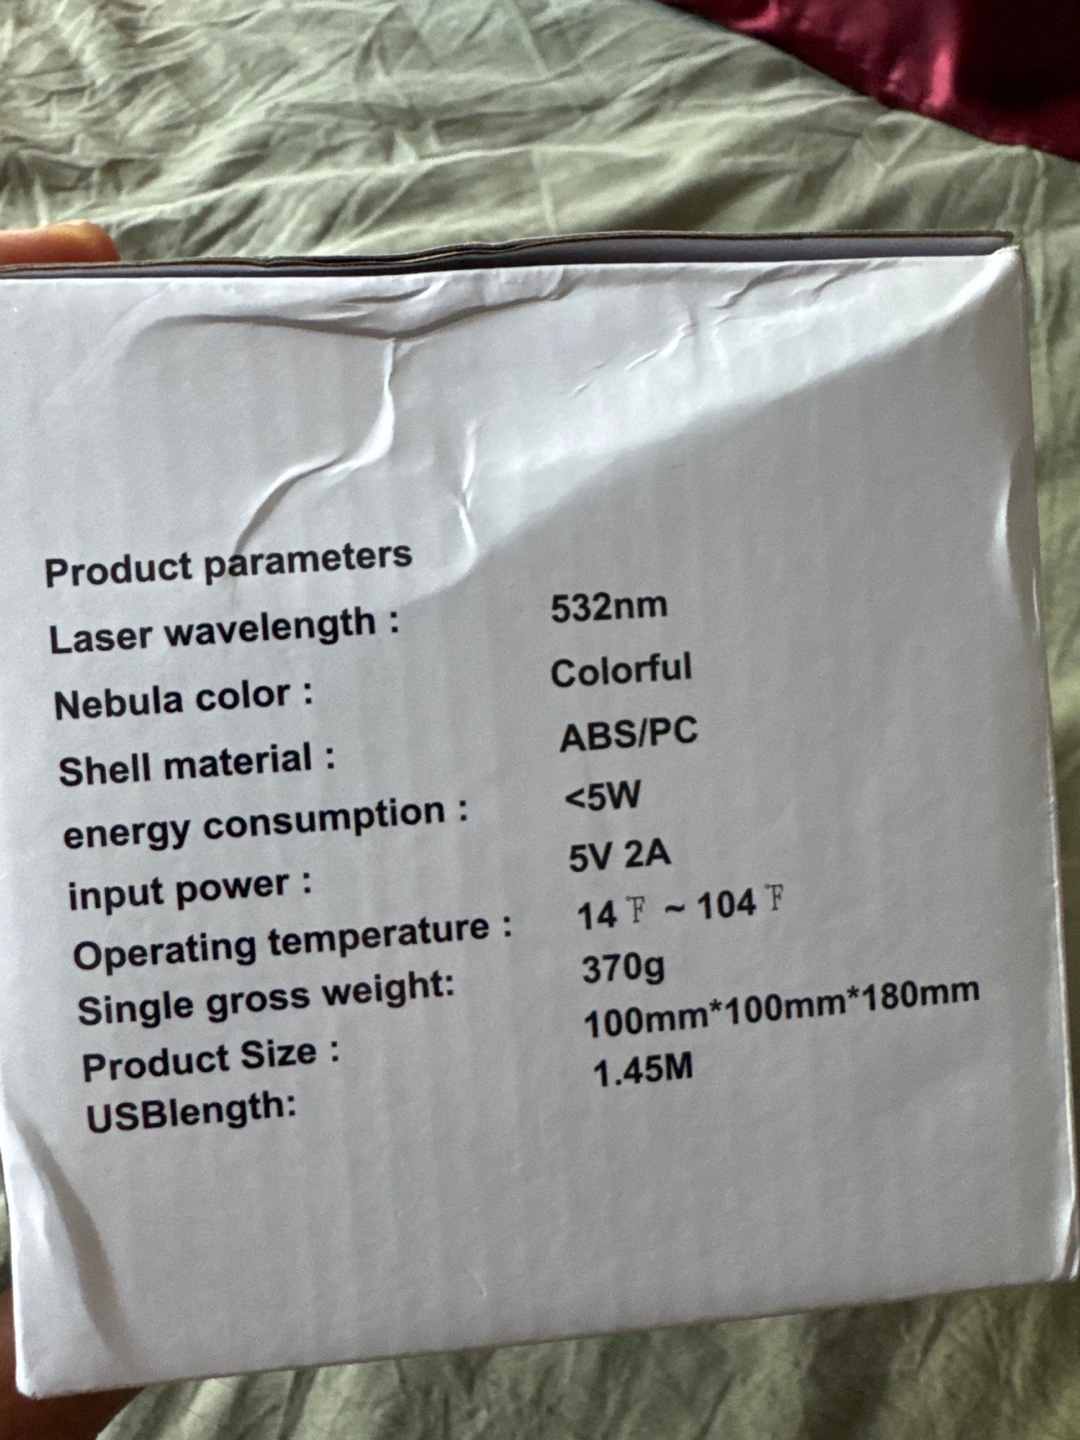 Product parameters
Laser wavelength : 532nm
Nebula color : Colorful
Shell material : ABS/PC
energy consumption : <5W
input power : 5V 2A
Operating temperature : 14℉ ~ 104℉
Single gross weight: 370g
Product Size : 100mm*100mm*180mm
USBlength: 1.45M